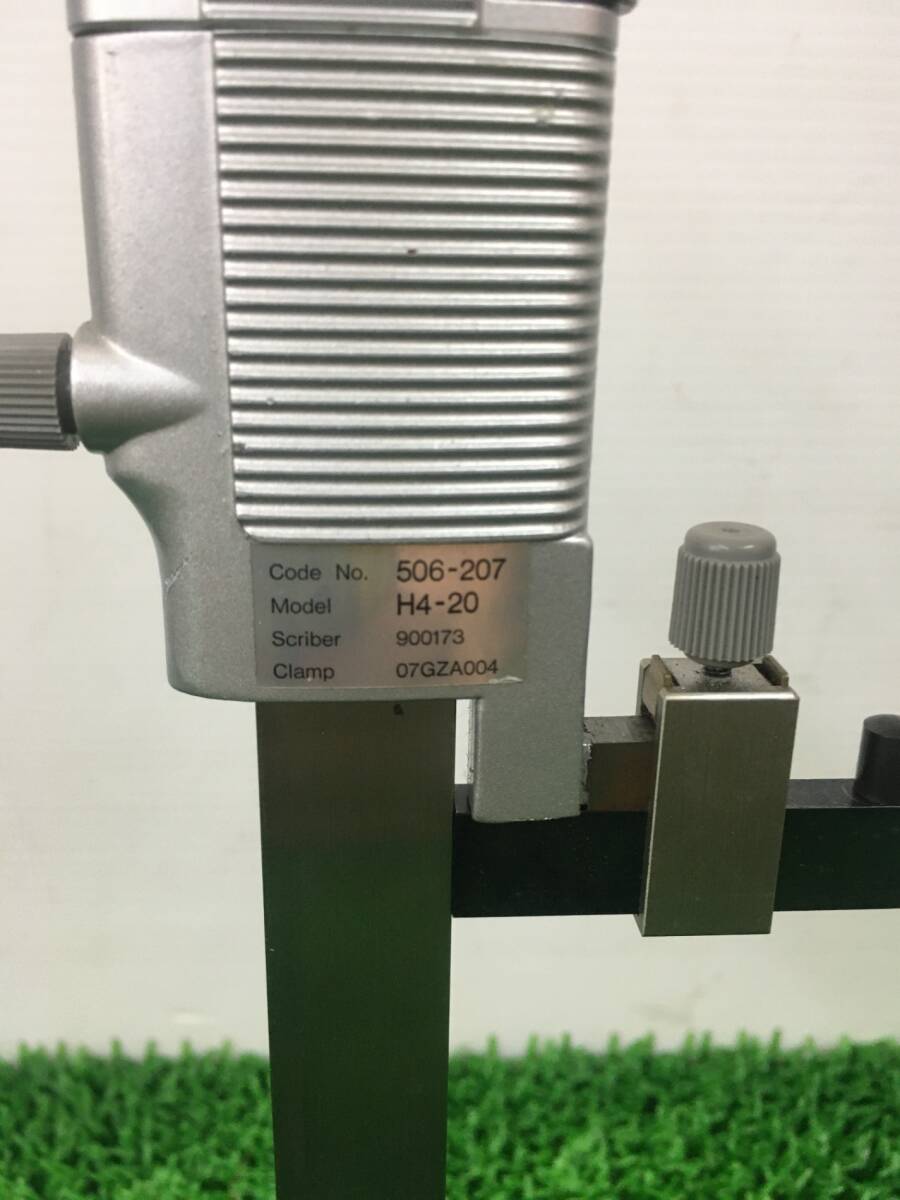 Code No. 506-207
Model H4-20
Scriber 900173
Clamp 07GZA004